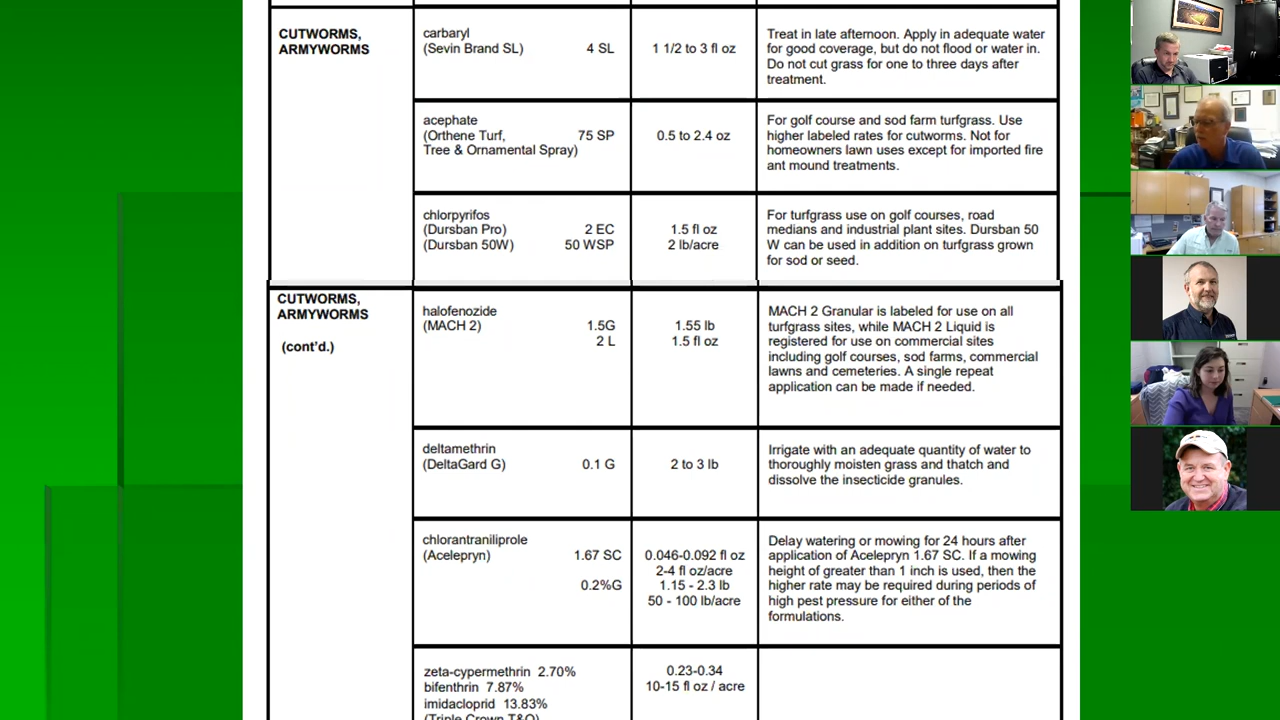 CUTWORMS,
ARMYWORMS
carbaryl
(Sevin Brand SL) 4 SL
1 1/2 to 3 fl oz
Treat in late afternoon. Apply in adequate water
for good coverage, but do not flood or water in.
Do not cut grass for one to three days after
treatment.
acephate
(Orthene Turf, 75 SP
Tree & Ornamental Spray)
0.5 to 2.4 oz
For golf course and sod farm turfgrass. Use
higher labeled rates for cutworms. Not for
homeowners lawn uses except for imported fire
ant mound treatments.
chlorpyrifos
(Dursban Pro) 2 EC
(Dursban 50W) 50 WSP
1.5 fl oz
2 lb/acre
For turfgrass use on golf courses, road
medians and industrial plant sites. Dursban 50
W can be used in addition on turfgrass grown
for sod or seed.
CUTWORMS,
ARMYWORMS
(cont'd.)
halofenozide
(MACH 2) 1.5G
2 L
1.55 lb
1.5 fl oz
MACH 2 Granular is labeled for use on all
turfgrass sites, while MACH 2 Liquid is
registered for use on commercial sites
including golf courses, sod farms, commercial
lawns and cemeteries. A single repeat
application can be made if needed.
deltamethrin
(DeltaGard G) 0.1 G
2 to 3 lb
Irrigate with an adequate quantity of water to
thoroughly moisten grass and thatch and
dissolve the insecticide granules.
chlorantraniliprole
(Acelepryn) 1.67 SC
0.2%G
0.046-0.092 fl oz
2-4 fl oz/acre
1.15 - 2.3 lb
50 - 100 lb/acre
Delay watering or mowing for 24 hours after
application of Acelepryn 1.67 SC. If a mowing
height of greater than 1 inch is used, then the
higher rate may be required during periods of
high pest pressure for either of the
formulations.
zeta-cypermethrin 2.70%
bifenthrin 7.87%
imidacloprid 13.83%
(Triple Crown T&O)
0.23-0.34
10-15 fl oz / acre